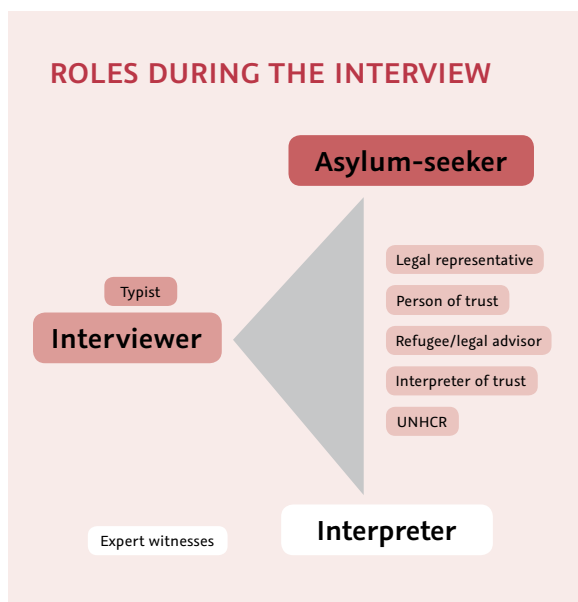 ROLES DURING THE INTERVIEW
Asylum-seeker
Legal representative
Typist
Person of trust
Interviewer
Refugee/legal advisor
Interpreter of trust
UNHCR
Interpreter
Expert witnesses